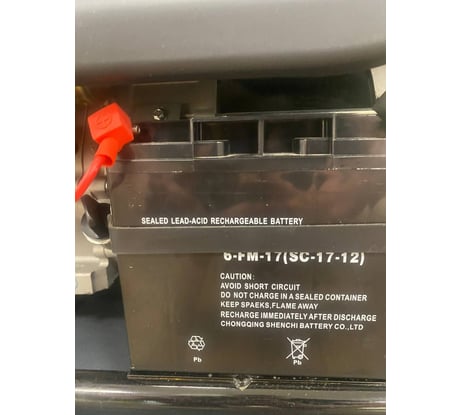 SEALED LEAD-ACID RECHARGEABLE BATTERY
6-FM-17(SC-17-12)
CAUTION:
AVOID SHORT CIRCUIT
DO NOT CHARGE IN A SEALED CONTAINER
KEEP SPAEKS,FLAME AWAY
RECHARGE IMMEDIATELY AFTER DISCHARGE
CHONGQING SHENCHI BATTERY CO.,LTD
Pb
Pb